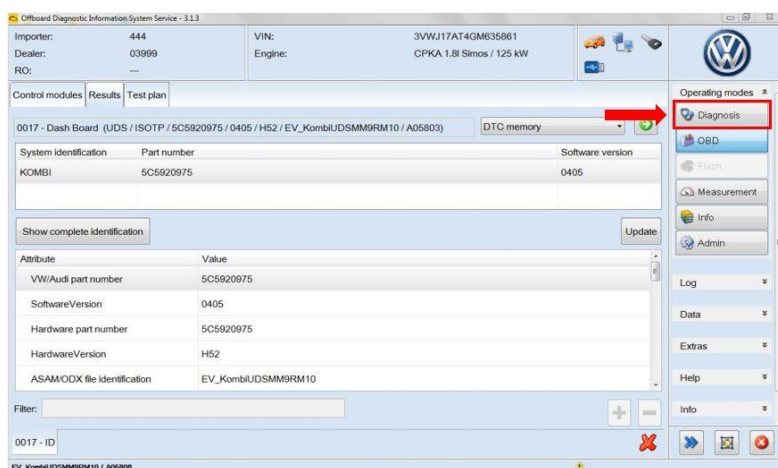 Offboard Diagnostic Information System Service - 3.1.3
Importer: 444 VIN: 3VWJ17AT4GM635861
Dealer: 03999 Engine: CPKA 1.8l Simos / 125 kW
RO: ---
Control modules Results Test plan Operating modes
Diagnosis
0017 - Dash Board (UDS / ISOTP / 5C5920975 / 0405 / H52 / EV_KombiUDSMM9RM10 / A05803) DTC memory
OBD
System identification Part number Software version
KOMBI 5C5920975 0405
Flash
Measurement
Info
Show complete identification Update
Admin
Attribute Value
VW/Audi part number 5C5920975
Log
SoftwareVersion 0405
Data
Hardware part number 5C5920975
Extras
HardwareVersion H52
ASAM/ODX file identification EV_KombiUDSMM9RM10
Help
Filter:
Info
0017 - ID
EV_KombiUDSMM9RM10 / A05808